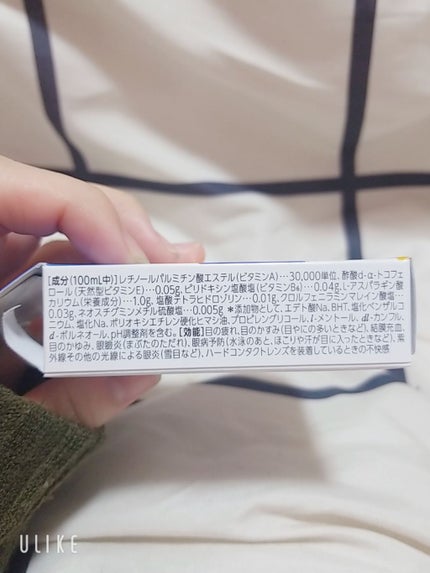 [成分(100mL中)]レチノールパルミチン酸エステル(ビタミンA)…30,000単位、酢酸d-α-トコフェ
ロール(天然型ビタミンE)…0.05g、ピリドキシン塩酸塩(ビタミンB6)…0.04g、L-アスパラギン酸
カリウム(栄養成分)…1.0g、塩酸テトラヒドロゾリン…0.01g、クロルフェニラミンマレイン酸塩…
0.03g、ネオスチグミンメチル硫酸塩…0.005g *添加物として、エデト酸Na、BHT、塩化ベンザルコ
ニウム、塩化Na、ポリオキシエチレン硬化ヒマシ油、プロピレングリコール、l-メントール、dl-カンフル、
d-ボルネオール、pH調整剤を含む。[効能]目の疲れ、目のかすみ(目やにの多いときなど)、結膜充血、
目のかゆみ、眼瞼炎(まぶたのただれ)、眼病予防(水泳のあと、ほこりや汗が目に入ったときなど)、紫
外線その他の光線による眼炎(雪目など)、ハードコンタクトレンズを装着しているときの不快感
ULIKE